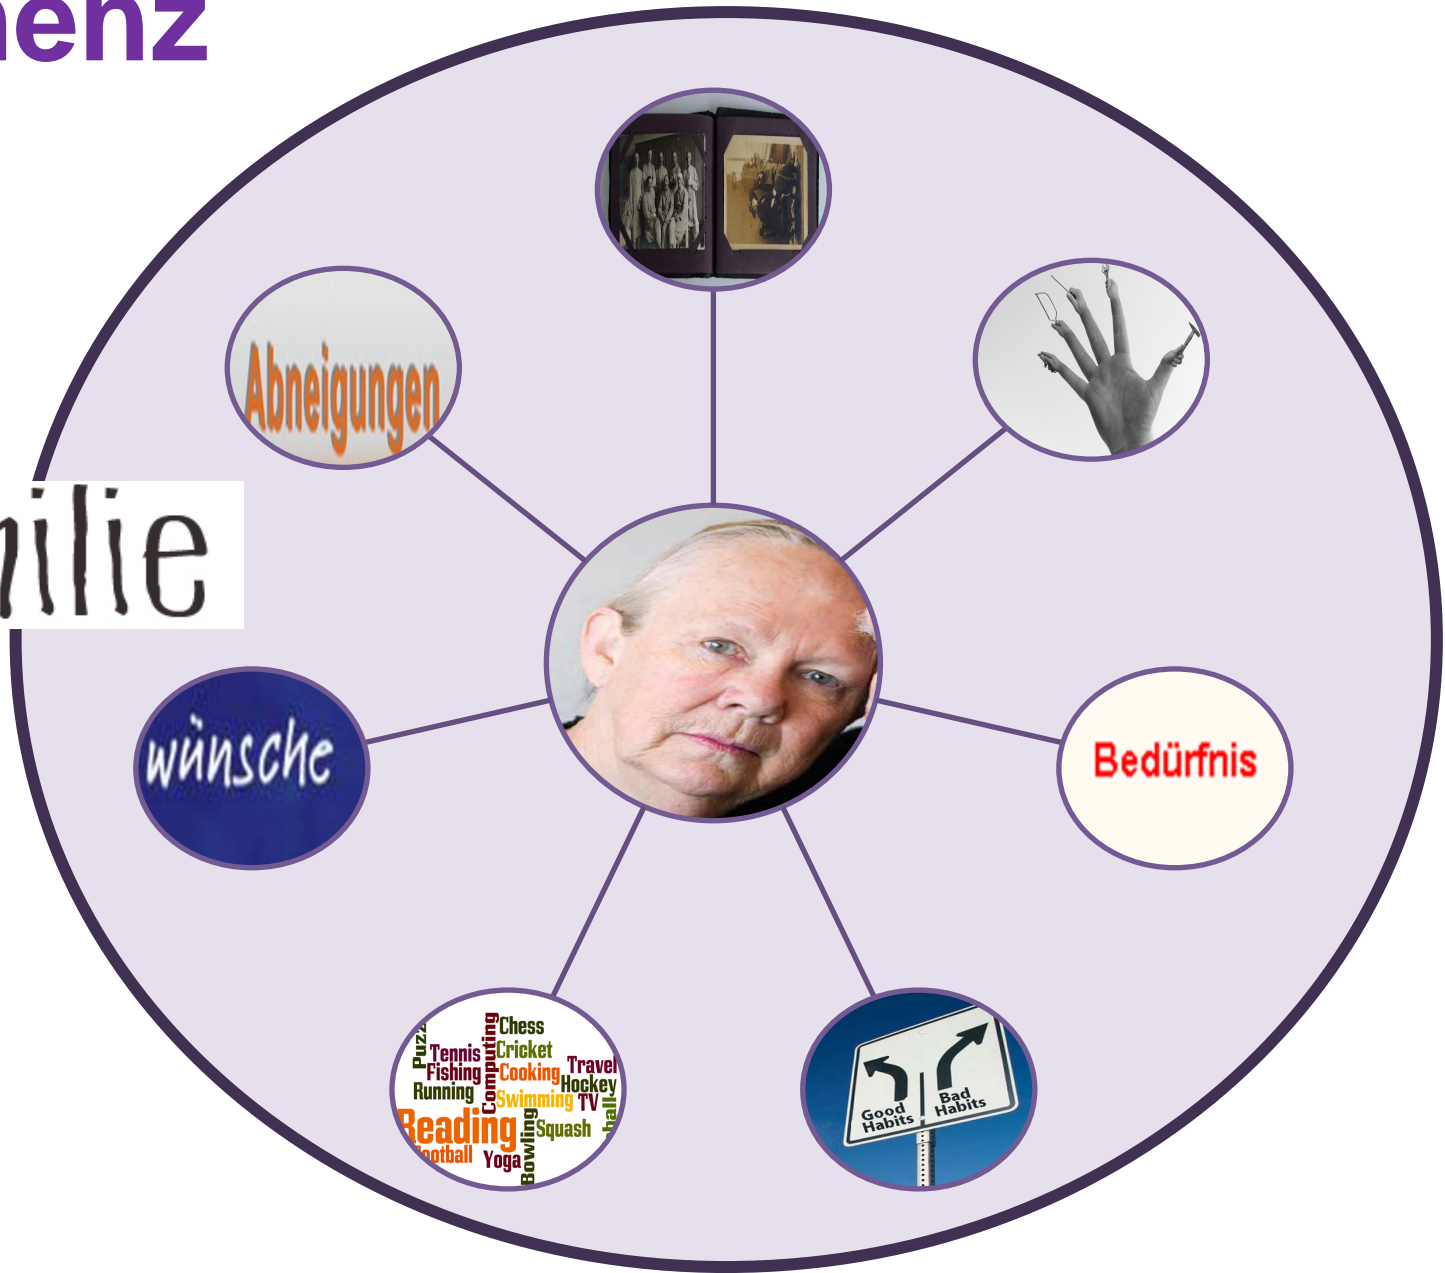 enz
Abneigungen
ilie
wünsche
Bedürfnis
Chess
Tennis
Cricket
Computing
Fishing
Cooking
Travel
Running
Hockey
Swimming
TV
Reading
Bowling
Squash
ootball
Yoga
Good
Habits
Bad
Habits